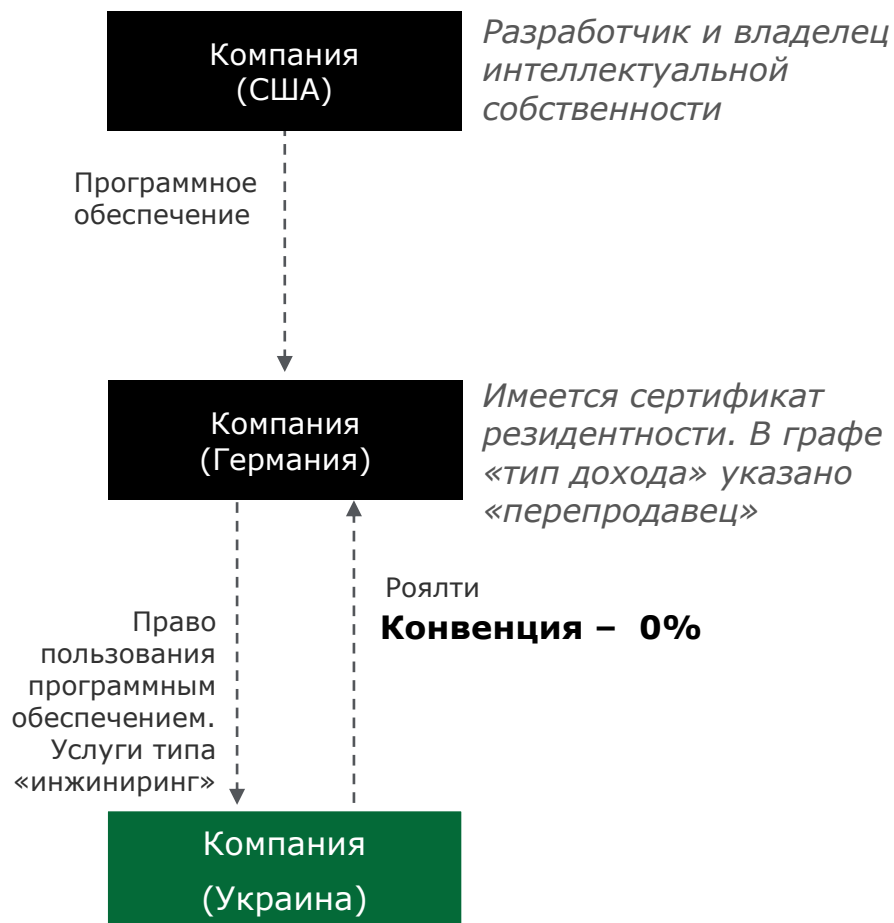 Компания
(США)
Разработчик и владелец
интеллектуальной
собственности
Программное
обеспечение
Компания
(Германия)
Имеется сертификат
резидентности. В графе
«тип дохода» указано
«перепродавец»
Роялти
Конвенция – 0%
Право
пользования
программным
обеспечением.
Услуги типа
«инжиниринг»
Компания
(Украина)